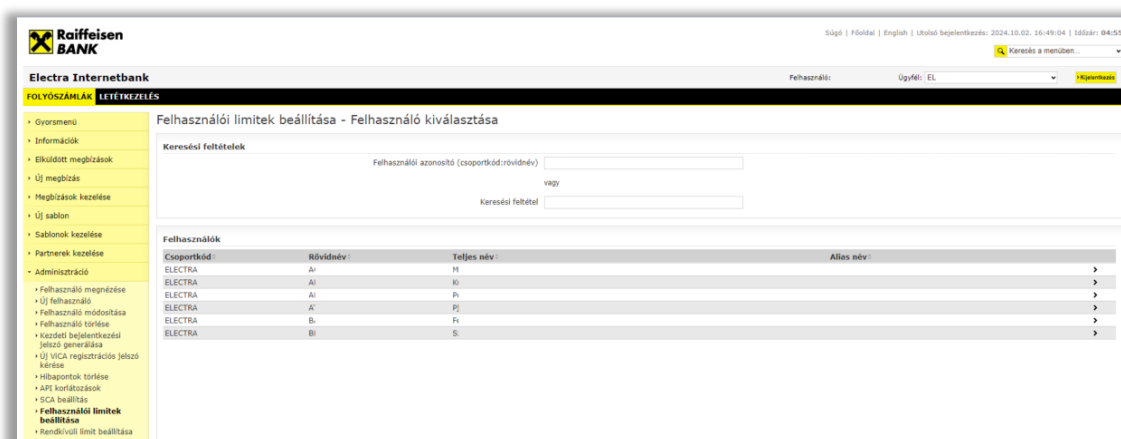 Raiffeisen
BANK
Súgó | Főoldal | English | Utolsó bejelentkezés: 2024.10.02. 16:49:04 | Időzár: 04:55
Keresés a menüben...
Electra Internetbank
Felhasználó: Ügyfél: EL Kijelentkezés
FOLYÓSZÁMLÁK LETÉTKEZELÉS
Gyorsmenü
Információk
Elküldött megbízások
Új megbízás
Megbízások kezelése
Új sablon
Sablonok kezelése
Partnerek kezelése
Adminisztráció
Felhasználó megnézése
Új felhasználó
Felhasználó módosítása
Felhasználó törlése
Kezdeti bejelentkezési
jelszó generálása
Új ViCA regisztrációs jelszó
kérése
Hibapontok törlése
API korlátozások
SCA beállítás
Felhasználói limitek
beállítása
Rendkívüli limit beállítása
Felhasználói limitek beállítása - Felhasználó kiválasztása
Keresési feltételek
Felhasználói azonosító (csoportkód:rövidnév)
vagy
Keresési feltétel
Felhasználók
Csoportkód Rövidnév Teljes név Alias név
ELECTRA M
ELECTRA
ELECTRA
ELECTRA
ELECTRA
ELECTRA